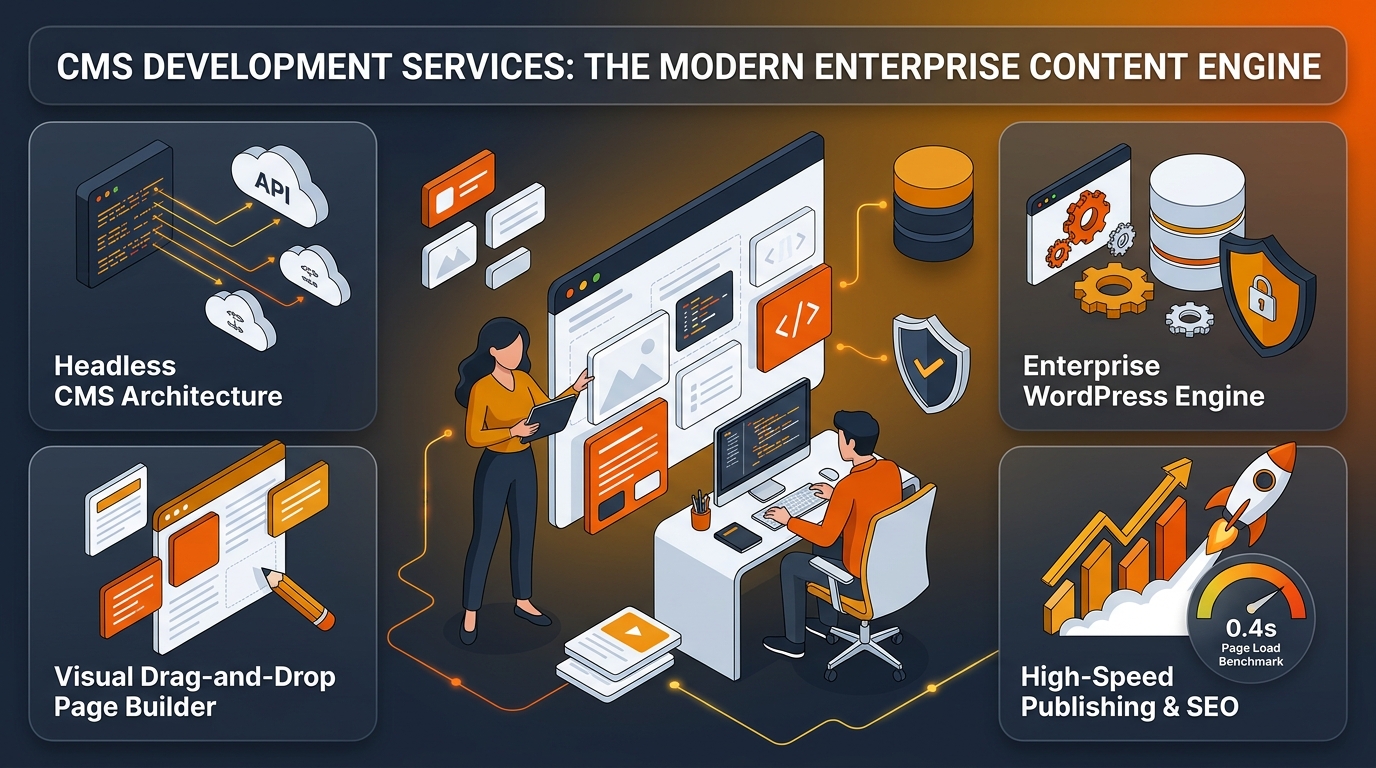 CMS DEVELOPMENT SERVICES: THE MODERN ENTERPRISE CONTENT ENGINE
API
Headless
CMS Architecture
Visual Drag-and-Drop
Page Builder
</>
Enterprise
WordPress Engine
0.4s
Page Load
Benchmark
High-Speed
Publishing & SEO